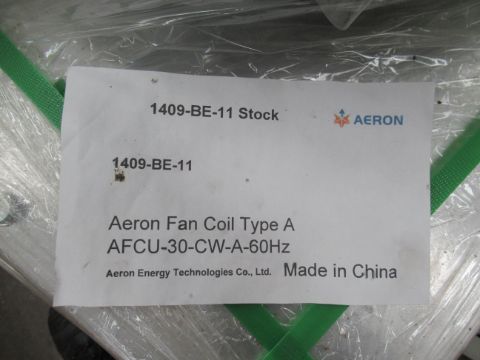 1409-BE-11 Stock
AERON
1409-BE-11
Aeron Fan Coil Type A
AFCU-30-CW-A-60Hz
Aeron Energy Technologies Co., Ltd. Made in China